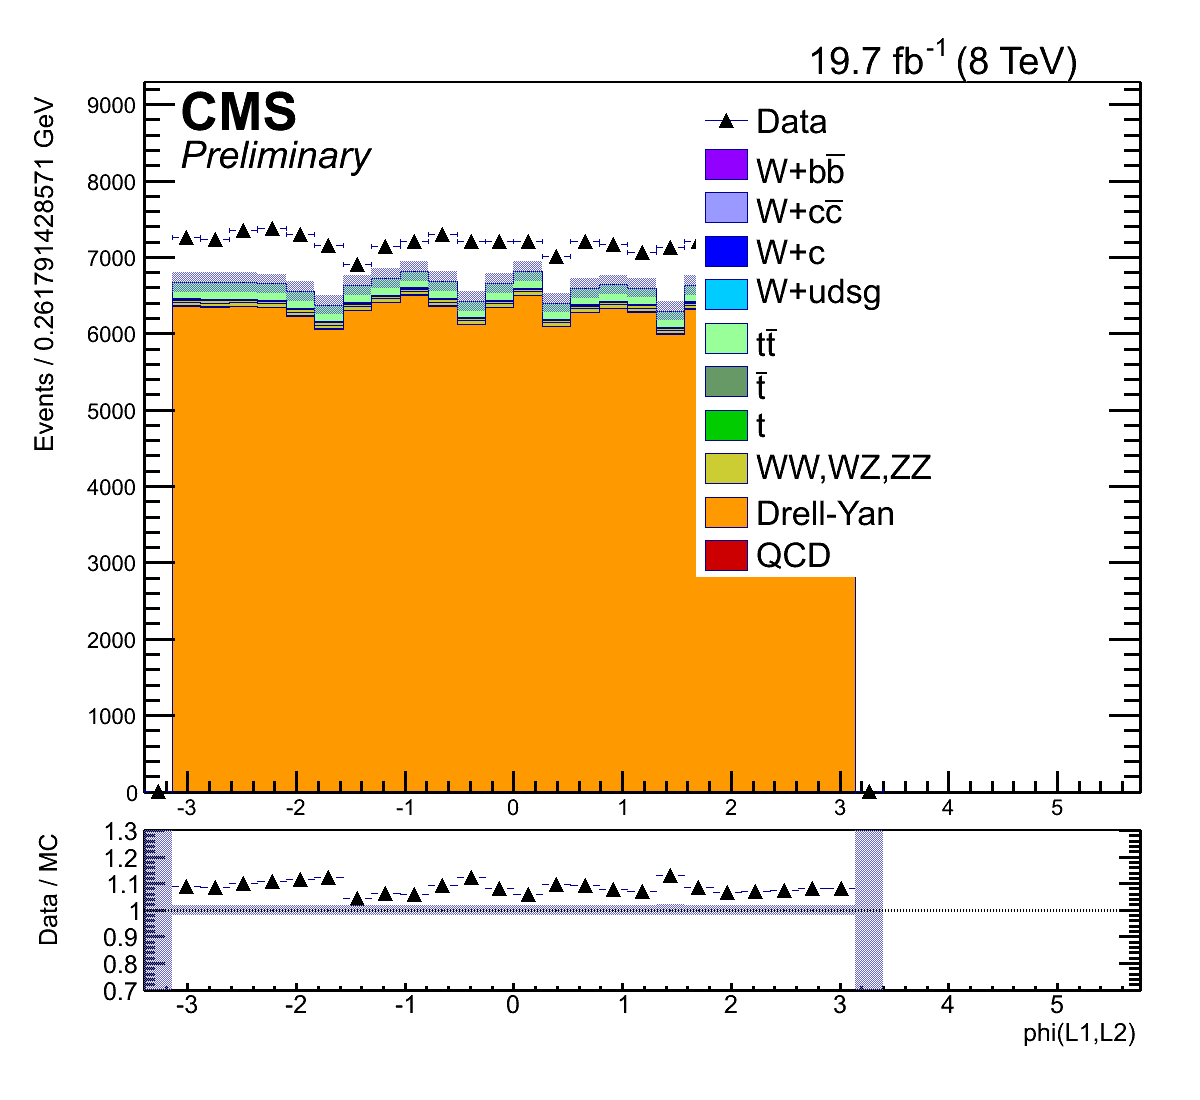 19.7 fb⁻¹ (8 TeV)
CMS
Preliminary
Events / 0.261791428571 GeV
9000
8000
7000
6000
5000
4000
3000
2000
1000
0
Data
W+bb̅
W+cc̅
W+c
W+udsg
tt̅
t̅
t
WW,WZ,ZZ
Drell-Yan
QCD
-3 -2 -1 0 1 2 3 4 5
Data / MC
1.3
1.2
1.1
1
0.9
0.8
0.7
-3 -2 -1 0 1 2 3 4 5
phi(L1,L2)